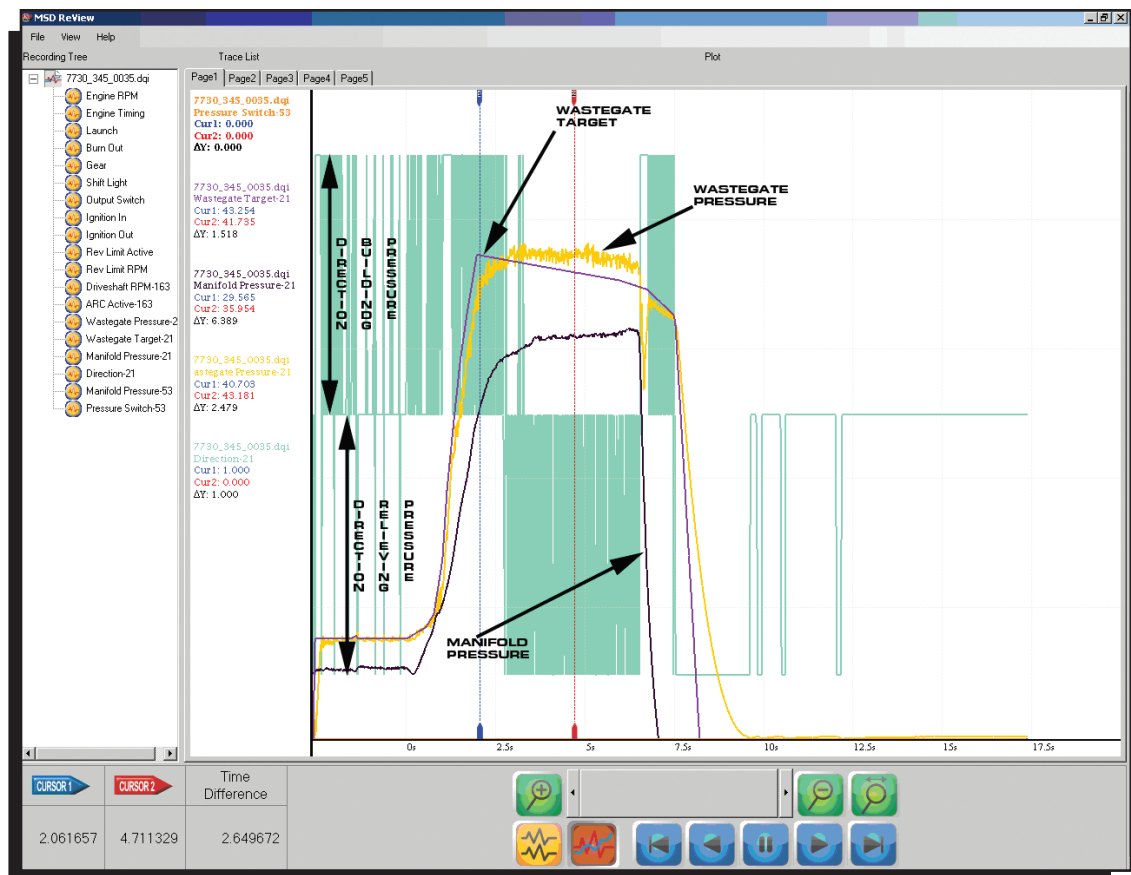 MSD ReView
File View Help
Recording Tree Trace List Plot
7730_345_0035.dqi
Engine RPM
Engine Timing
Launch
Burn Out
Gear
Shift Light
Output Switch
Ignition In
Ignition Out
Rev Limit Active
Rev Limit RPM
Driveshaft RPM-163
ARC Active-163
Wastegate Pressure-2
Wastegate Target-21
Manifold Pressure-21
Direction-21
Manifold Pressure-53
Pressure Switch-53
Page1 Page2 Page3 Page4 Page5
7730_345_0035.dqi
Pressure Switch-53
Cur1: 0.000
Cur2: 0.000
ΔY: 0.000
7730_345_0035.dqi
Wastegate Target-21
Cur1: 43.254
Cur2: 41.735
ΔY: 1.518
7730_345_0035.dqi
Manifold Pressure-21
Cur1: 29.565
Cur2: 35.954
ΔY: 6.389
7730_345_0035.dqi
astegate Pressure-21
Cur1: 40.703
Cur2: 43.181
ΔY: 2.479
7730_345_0035.dqi
Direction-21
Cur1: 1.000
Cur2: 0.000
ΔY: 1.000
WASTEGATE
TARGET
WASTEGATE
PRESSURE
DIRECTION
BUILDINDG
PRESSURE
DIRECTION
RELIEVING
PRESSURE
MANIFOLD
PRESSURE
0s 2.5s 5s 7.5s 10s 12.5s 15s 17.5s
CURSOR 1 CURSOR 2 Time
Difference
2.061657 4.711329 2.649672